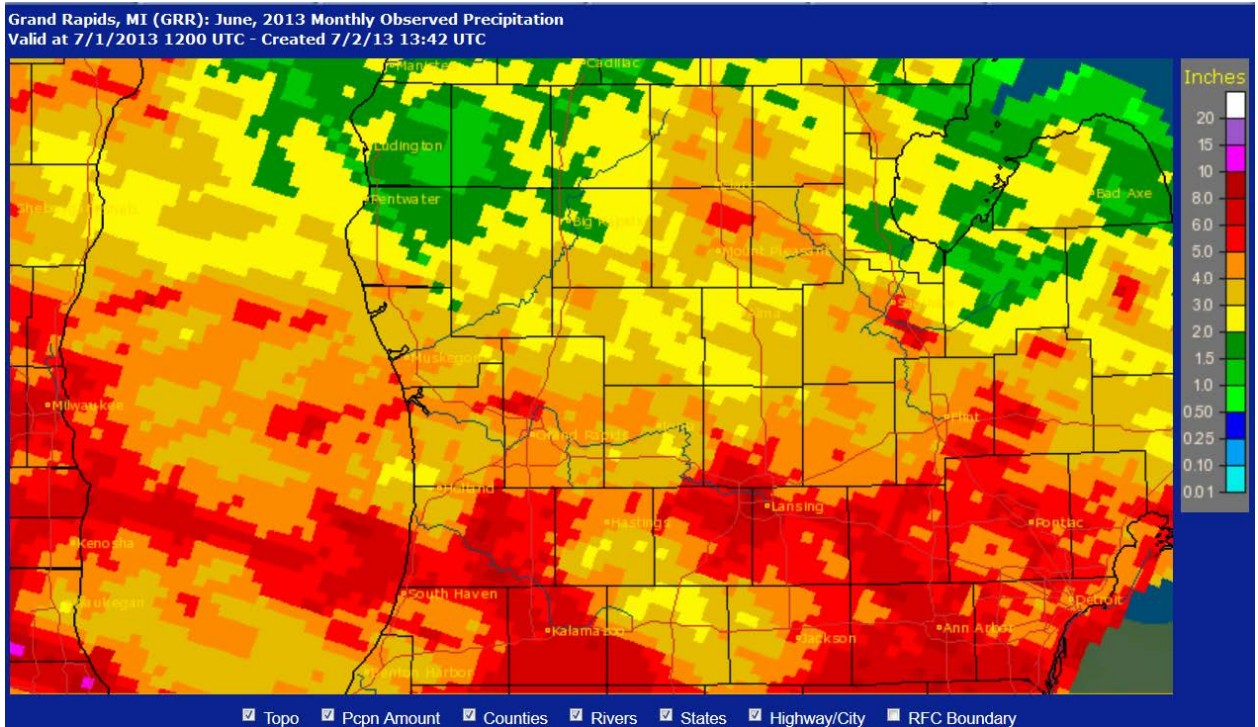 Grand Rapids, MI (GRR): June, 2013 Monthly Observed Precipitation
Valid at 7/1/2013 1200 UTC - Created 7/2/13 13:42 UTC
Inches
20
15
10
8.0
6.0
5.0
4.0
3.0
2.0
1.5
1.0
0.50
0.25
0.10
0.01
Cadillac
Ludington
Pentwater
Bad Axe
Big Rapids
Mount Pleasant
Alma
Muskegon
Milwaukee
Grand Rapids
Ionia
Flint
Holland
Lansing
Hastings
Pontiac
Kenosha
Waukegan
South Haven
Detroit
Kalamazoo
Jackson
Ann Arbor
Benton Harbor
Topo Pcpn Amount Counties Rivers States Highway/City RFC Boundary